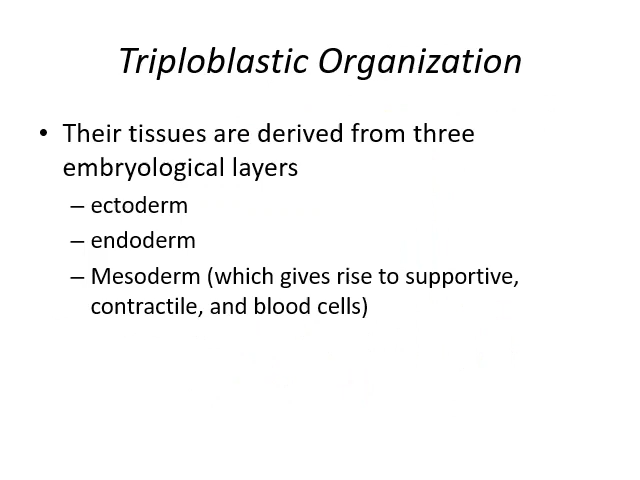 Triploblastic Organization
• Their tissues are derived from three
embryological layers
– ectoderm
– endoderm
– Mesoderm (which gives rise to supportive,
contractile, and blood cells)